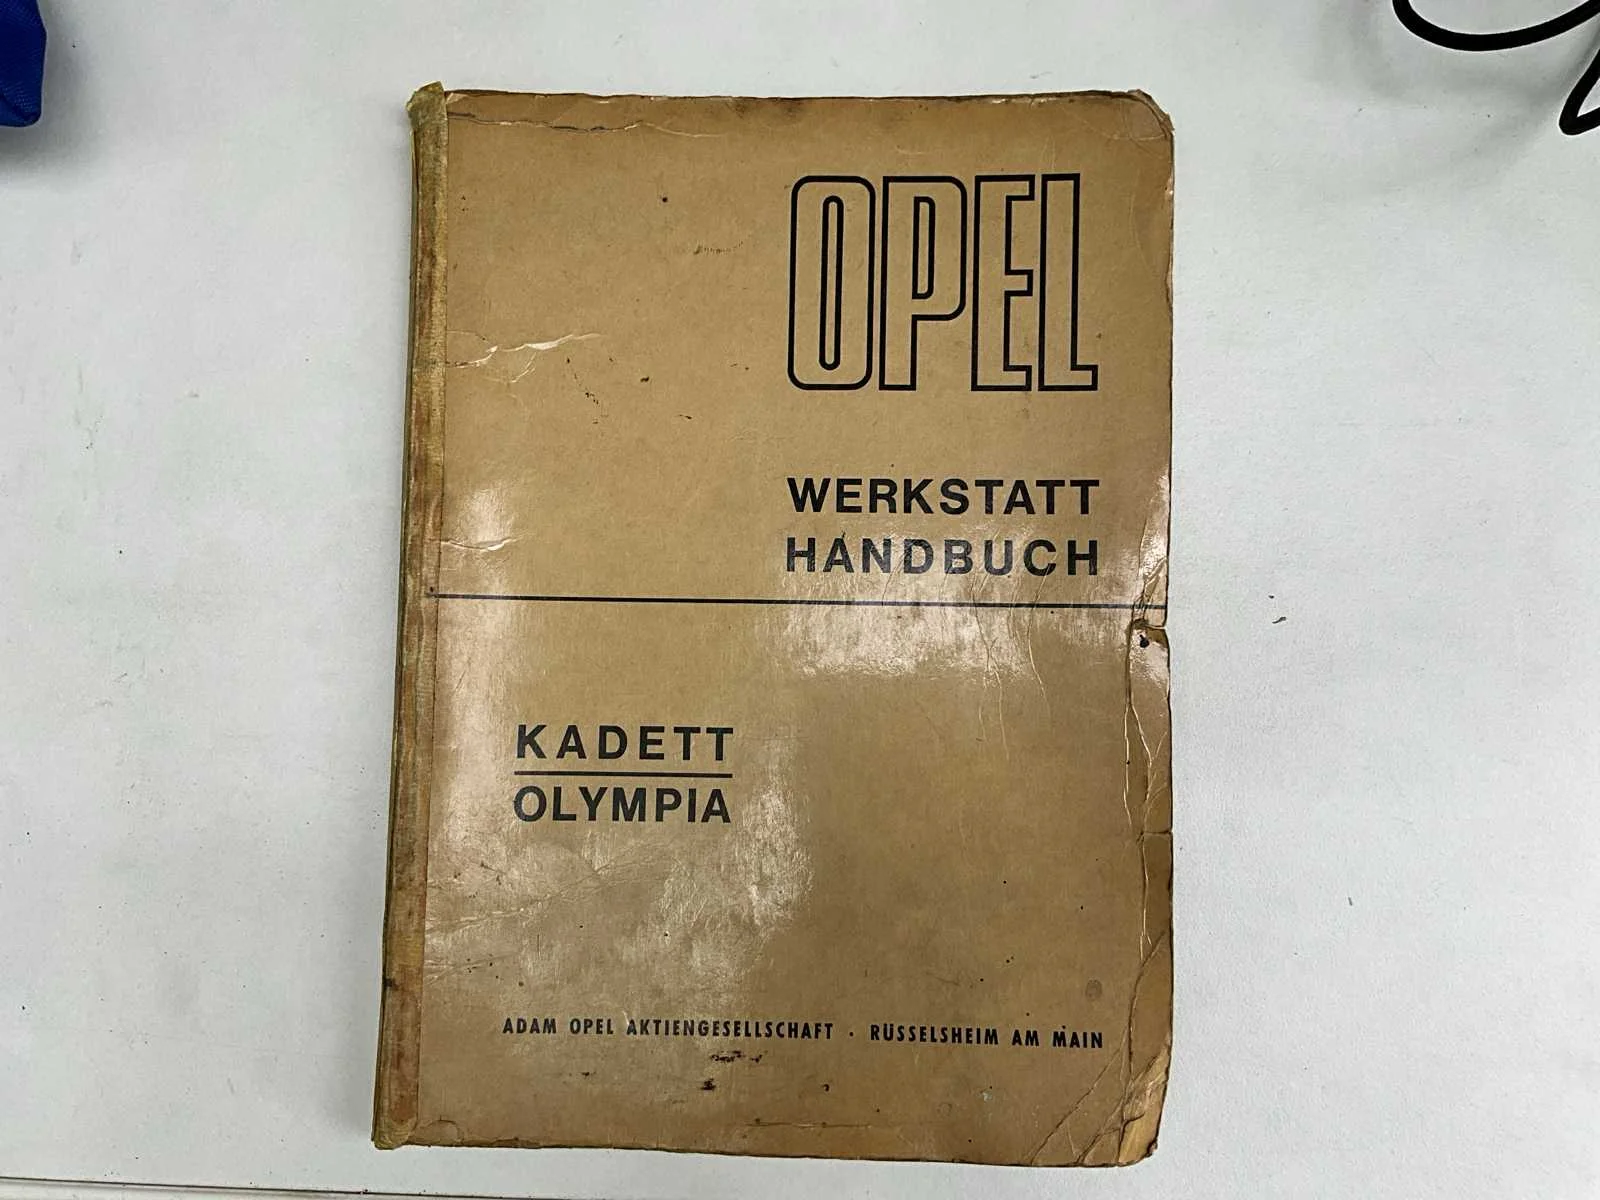 OPEL
WERKSTATT
HANDBUCH
KADETT
OLYMPIA
ADAM OPEL AKTIENGESELLSCHAFT · RÜSSELSHEIM AM MAIN